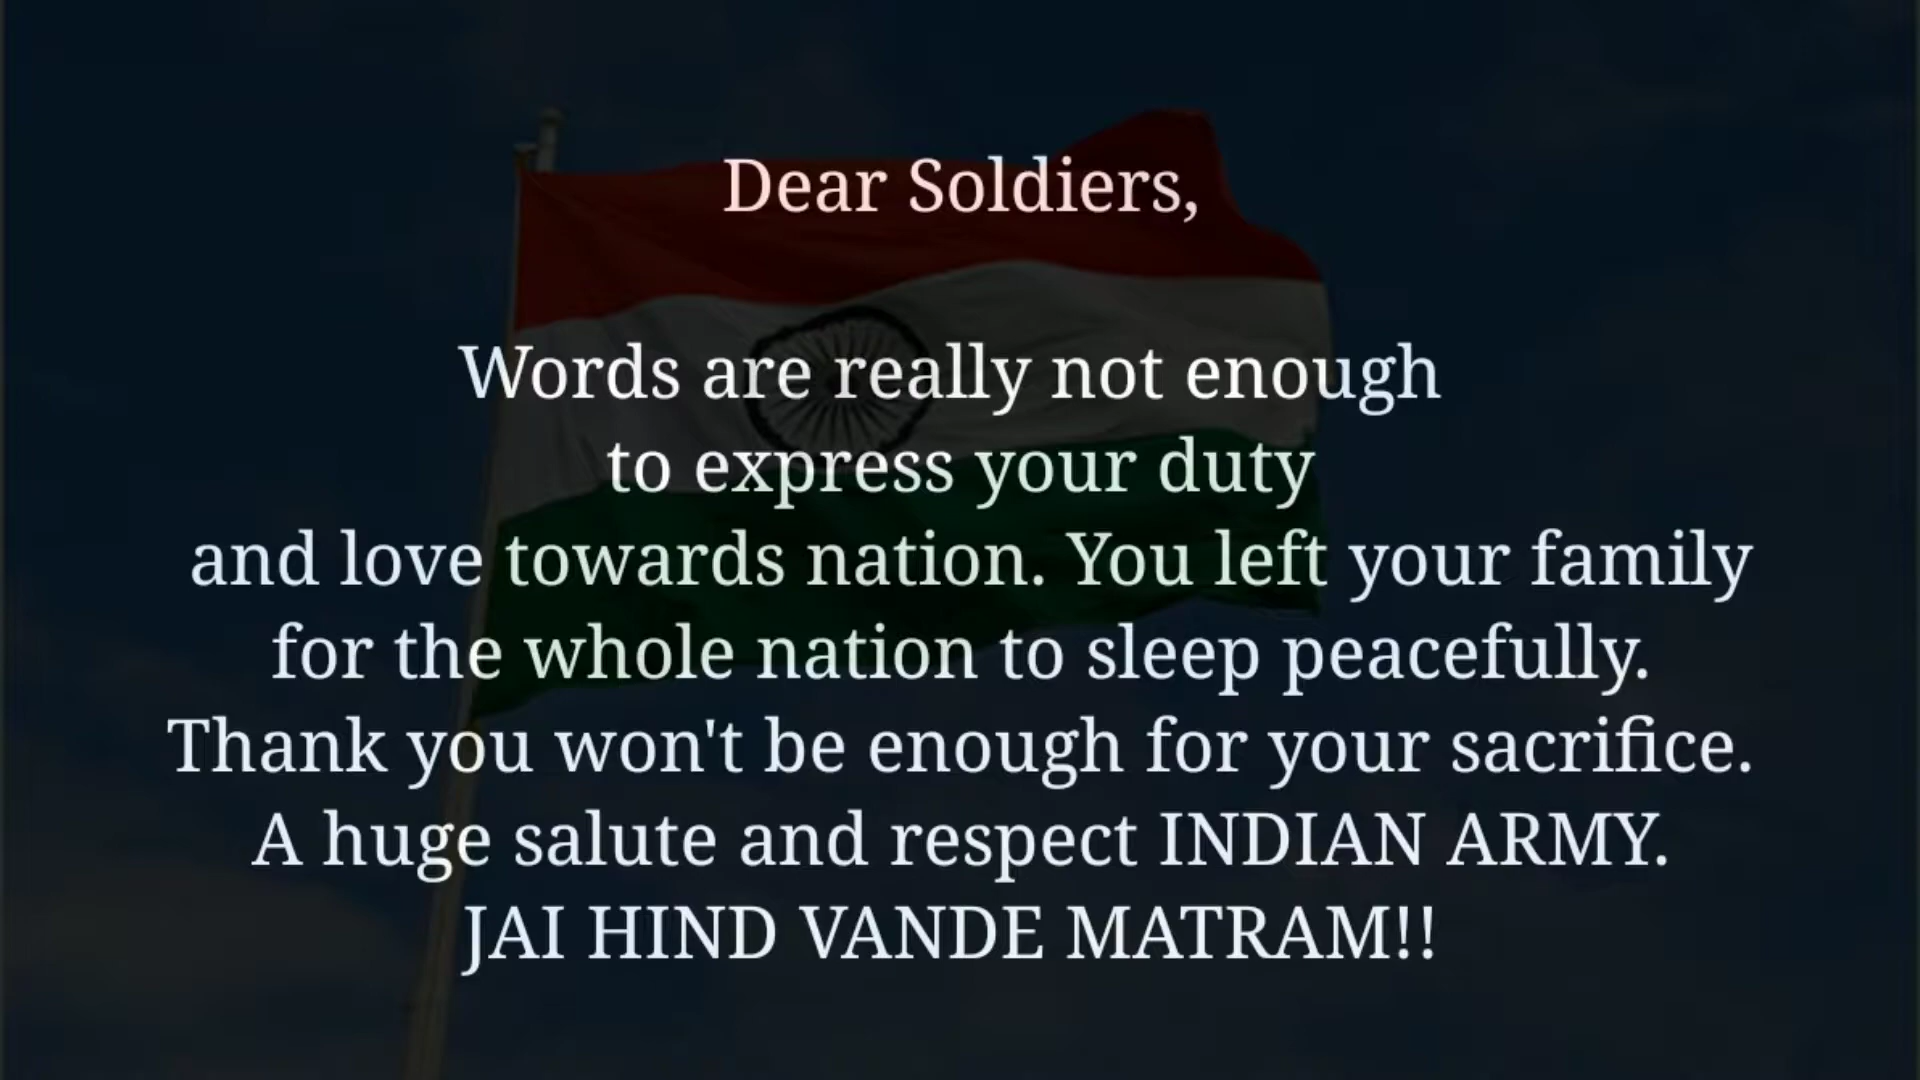 Dear Soldiers,
Words are really not enough
to express your duty
and love towards nation. You left your family
for the whole nation to sleep peacefully.
Thank you won't be enough for your sacrifice.
A huge salute and respect INDIAN ARMY.
JAI HIND VANDE MATRAM!!